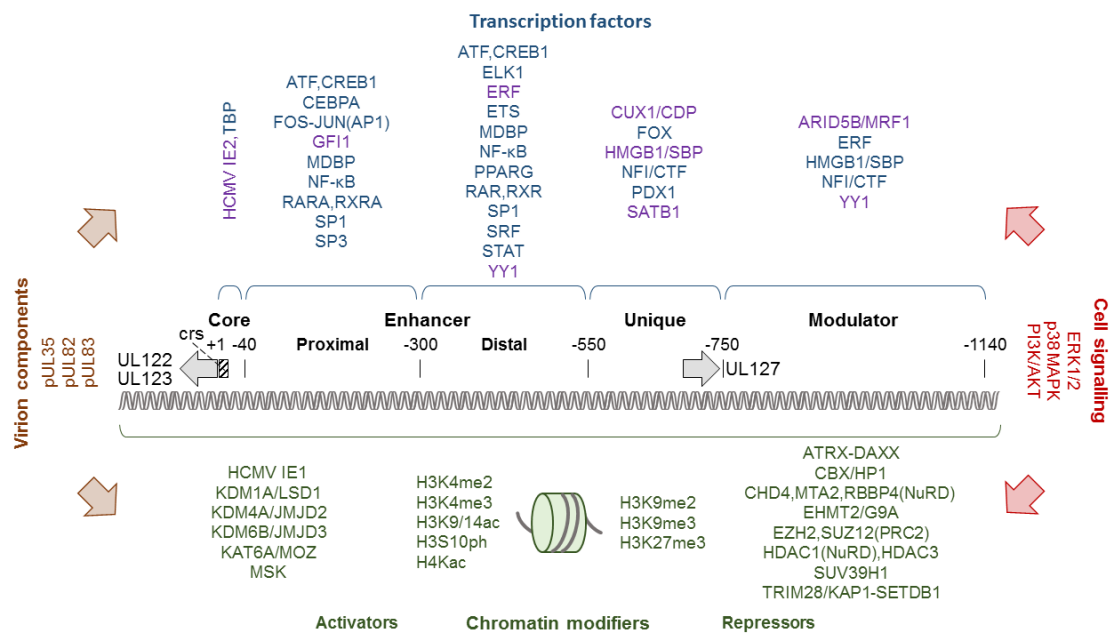 Transcription factors
HCMV IE2,TBP
ATF,CREB1
CEBPA
FOS-JUN(AP1)
GFI1
MDBP
NF-κB
RARA,RXRA
SP1
SP3
ATF,CREB1
ELK1
ERF
ETS
MDBP
NF-κB
PPARG
RAR,RXR
SP1
SRF
STAT
YY1
CUX1/CDP
FOX
HMGB1/SBP
NFI/CTF
PDX1
SATB1
ARID5B/MRF1
ERF
HMGB1/SBP
NFI/CTF
YY1
Virion components
pUL35
pUL82
pUL83
Core
Enhancer
Unique
Modulator
crs
+1
-40
Proximal
-300
Distal
-550
-750
-1140
UL122
UL123
UL127
Cell signalling
ERK1/2
p38 MAPK
PI3K/AKT
HCMV IE1
KDM1A/LSD1
KDM4A/JMJD2
KDM6B/JMJD3
KAT6A/MOZ
MSK
H3K4me2
H3K4me3
H3K9/14ac
H3S10ph
H4Kac
H3K9me2
H3K9me3
H3K27me3
ATRX-DAXX
CBX/HP1
CHD4,MTA2,RBBP4(NuRD)
EHMT2/G9A
EZH2,SUZ12(PRC2)
HDAC1(NuRD),HDAC3
SUV39H1
TRIM28/KAP1-SETDB1
Activators
Chromatin modifiers
Repressors